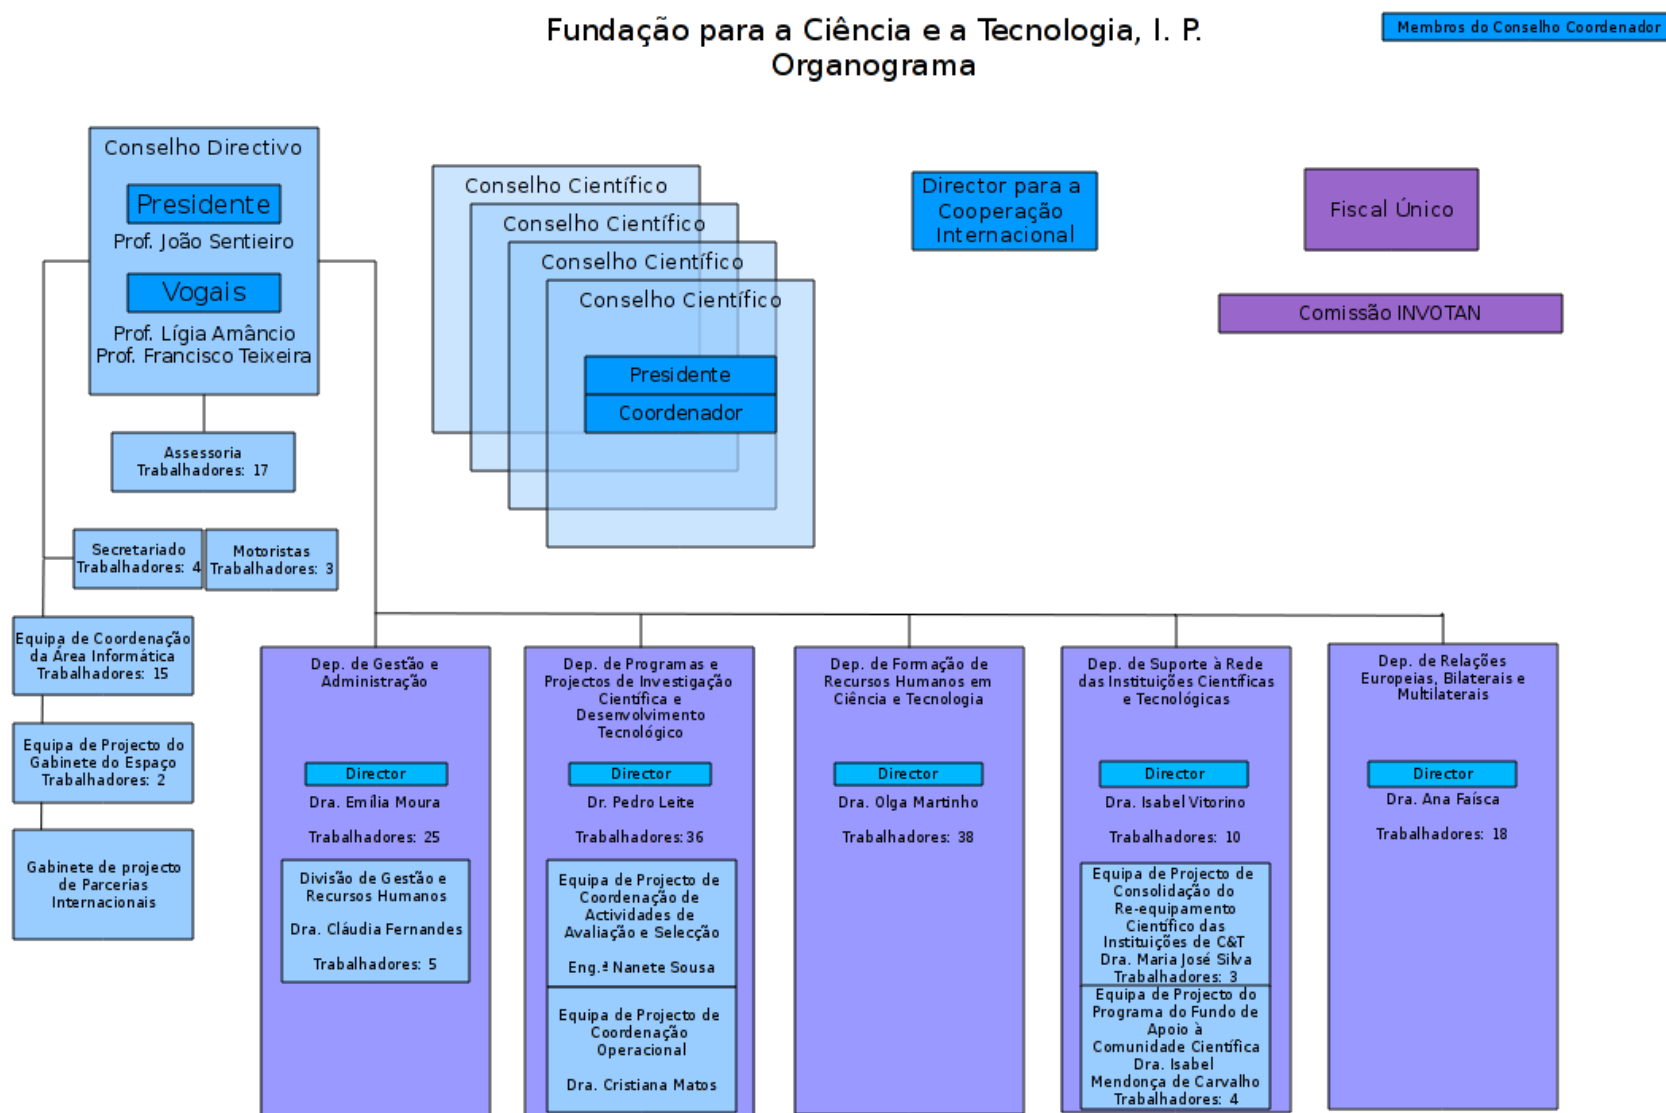 Fundação para a Ciência e a Tecnologia, I. P.
Organograma
Membros do Conselho Coordenador
Conselho Directivo
Presidente
Prof. João Sentieiro
Vogais
Prof. Lígia Amâncio
Prof. Francisco Teixeira
Conselho Científico
Conselho Científico
Conselho Científico
Conselho Científico
Presidente
Coordenador
Director para a
Cooperação
Internacional
Fiscal Único
Comissão INVOTAN
Assessoria
Trabalhadores: 17
Secretariado
Trabalhadores: 4
Motoristas
Trabalhadores: 3
Equipa de Coordenação
da Área Informática
Trabalhadores: 15
Equipa de Projecto do
Gabinete do Espaço
Trabalhadores: 2
Gabinete de projecto
de Parcerias
Internacionais
Dep. de Gestão e
Administração
Director
Dra. Emília Moura
Trabalhadores: 25
Divisão de Gestão e
Recursos Humanos
Dra. Cláudia Fernandes
Trabalhadores: 5
Dep. de Programas e
Projectos de Investigação
Científica e
Desenvolvimento
Tecnológico
Director
Dr. Pedro Leite
Trabalhadores: 36
Equipa de Projecto de
Coordenação de
Actividades de
Avaliação e Selecção
Eng.ª Nanete Sousa
Equipa de Projecto de
Coordenação
Operacional
Dra. Cristiana Matos
Dep. de Formação de
Recursos Humanos em
Ciência e Tecnologia
Director
Dra. Olga Martinho
Trabalhadores: 38
Dep. de Suporte à Rede
das Instituições Científicas
e Tecnológicas
Director
Dra. Isabel Vitorino
Trabalhadores: 10
Equipa de Projecto de
Consolidação do
Re-equipamento
Científico das
Instituições de C&T
Dra. Maria José Silva
Trabalhadores: 3
Equipa de Projecto do
Programa do Fundo de
Apoio à
Comunidade Científica
Dra. Isabel
Mendonça de Carvalho
Trabalhadores: 4
Dep. de Relações
Europeias, Bilaterais e
Multilaterais
Director
Dra. Ana Faísca
Trabalhadores: 18